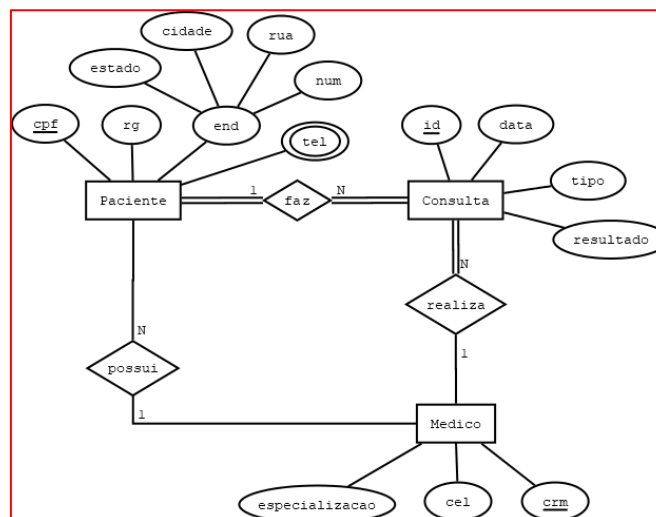 cidade
rua
estado
num
cpf
rg
end
id
data
tel
tipo
1
N
Paciente
faz
Consulta
resultado
N
realiza
N
1
possui
1
Medico
especializacao
cel
crm